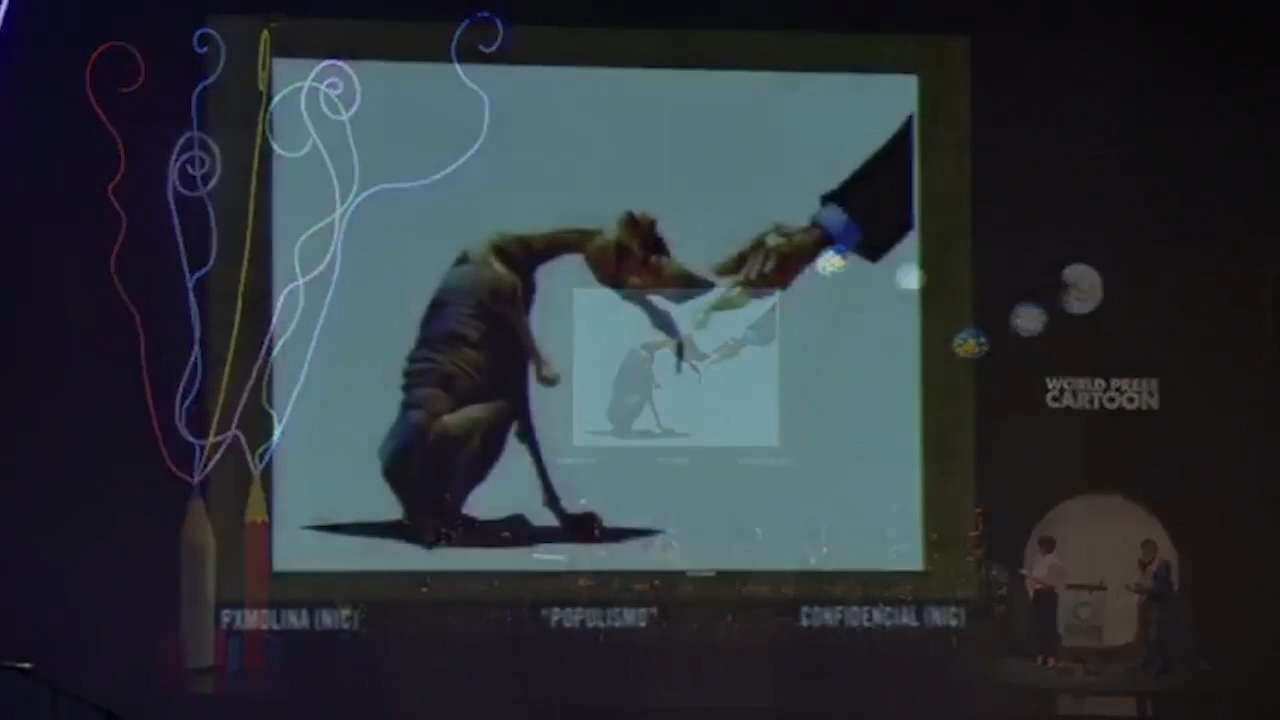 WORLD PRESS
CARTOON
PXMOLINA (NIC) "POPULISMO" CONFIDENCIAL (NIC)